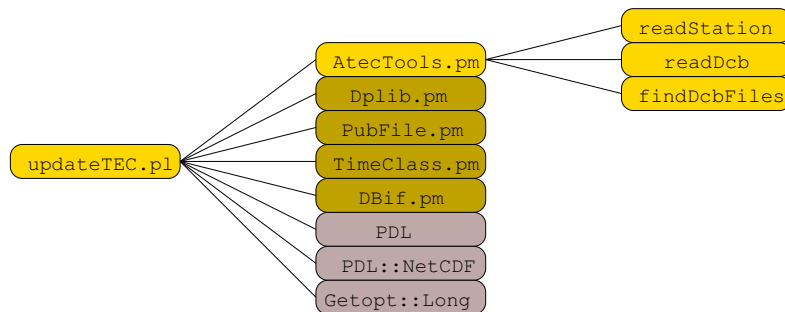 updateTEC.pl
AtecTools.pm
Dplib.pm
PubFile.pm
TimeClass.pm
DBif.pm
PDL
PDL::NetCDF
Getopt::Long
readStation
readDcb
findDcbFiles